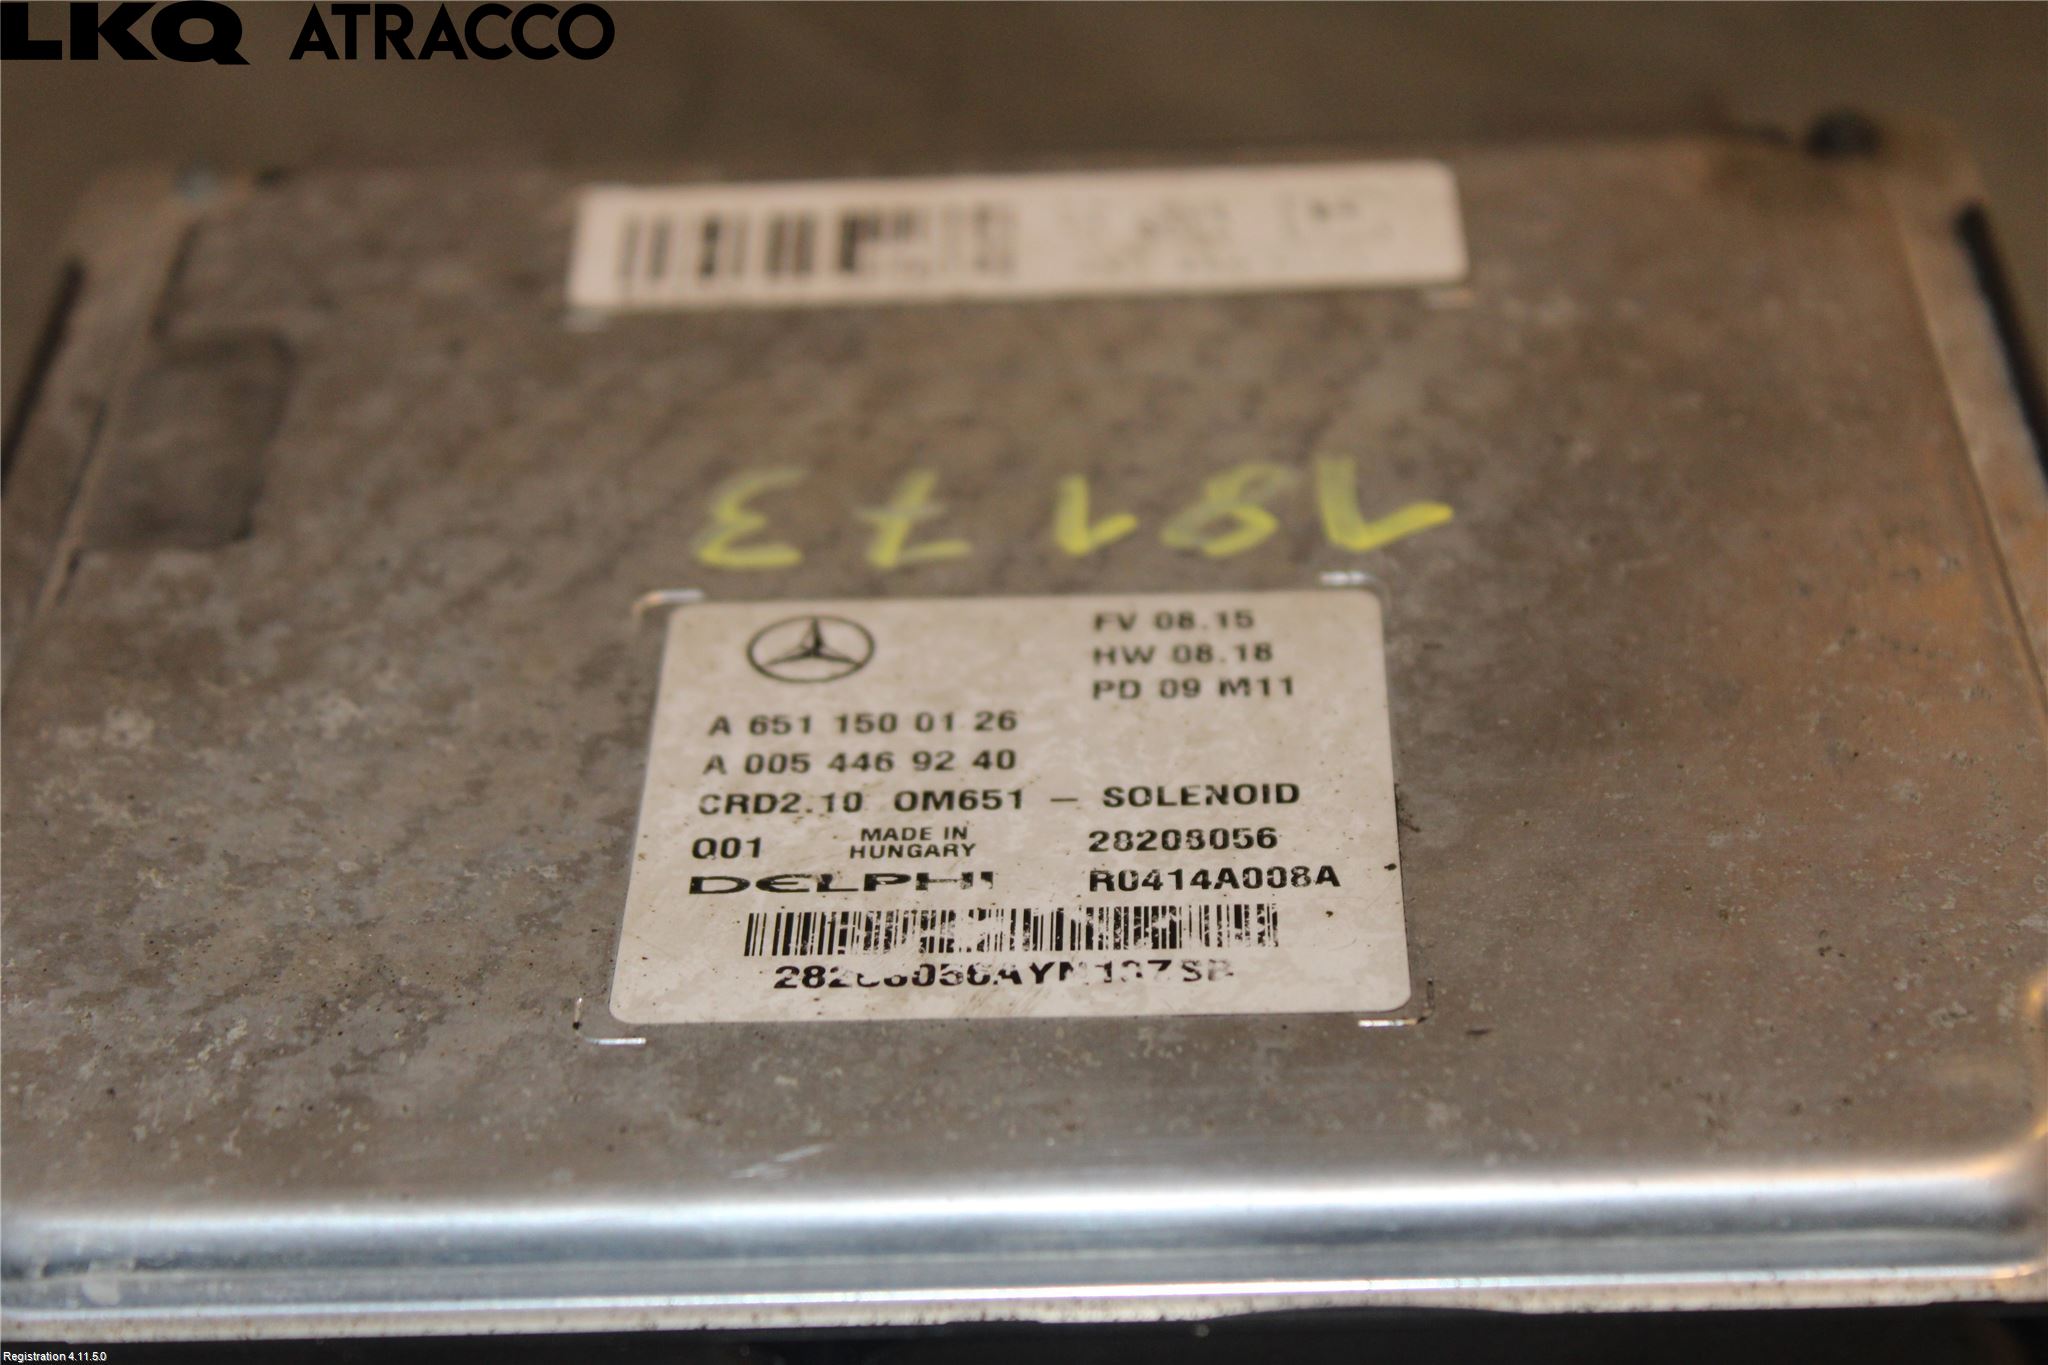 LKQ ATRACCO
18173
FV 08.15
HW 08.18
PD 09 M11
A 651 150 01 26
A 005 446 92 40
CRD2.10 OM651 - SOLENOID
Q01 MADE IN HUNGARY 28208056
DELPHI R0414A008A
Registration 4.11.5.0